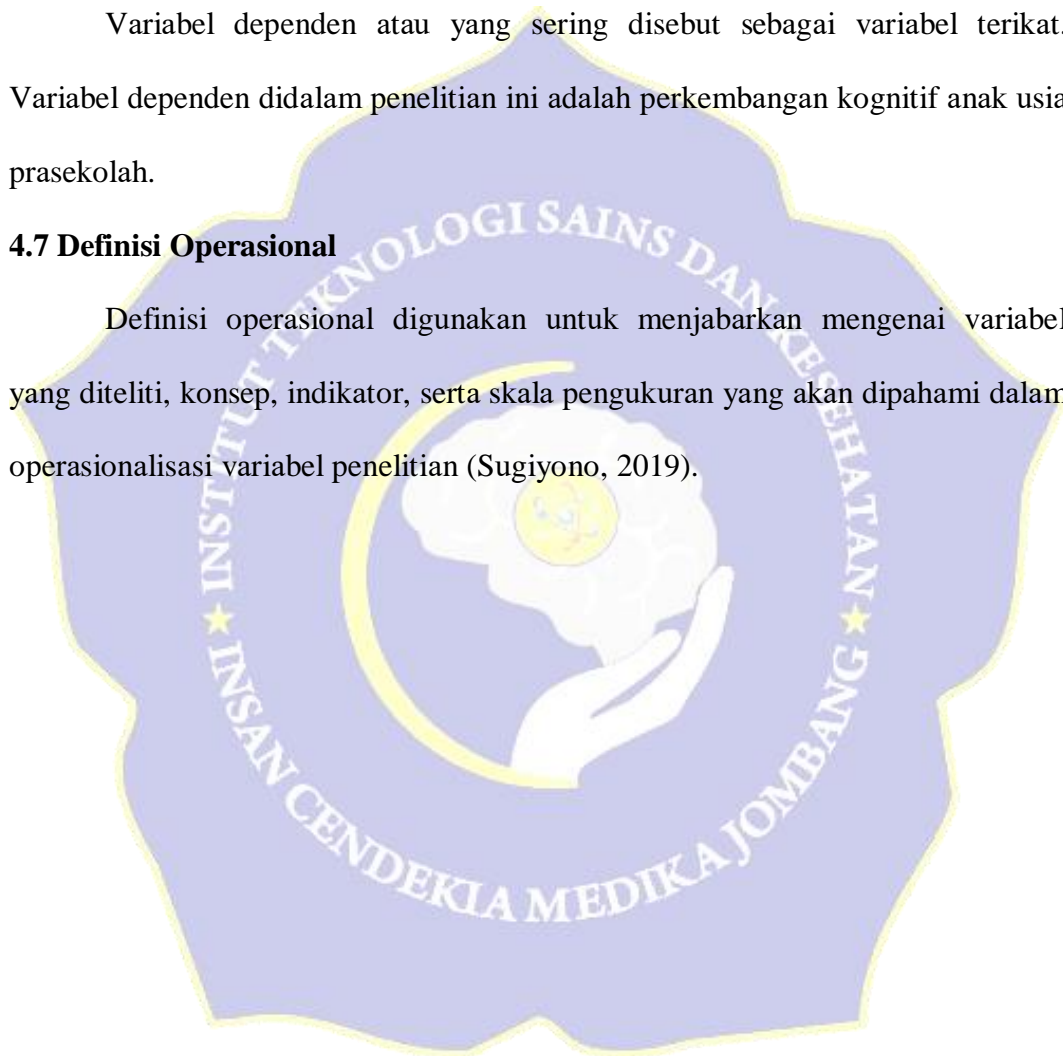 Variabel dependen atau yang sering disebut sebagai variabel terikat.
Variabel dependen didalam penelitian ini adalah perkembangan kognitif anak usia
prasekolah.
4.7 Definisi Operasional
Definisi operasional digunakan untuk menjabarkan mengenai variabel
yang diteliti, konsep, indikator, serta skala pengukuran yang akan dipahami dalam
operasionalisasi variabel penelitian (Sugiyono, 2019).
INSTITUT TEKNOLOGI SAINS DAN KESEHATAN
INSAN CENDEKIA MEDIKA JOMBANG